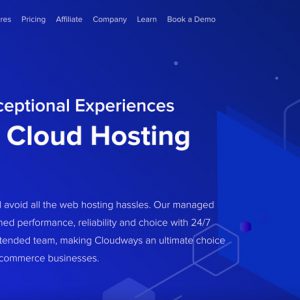 res Pricing Affiliate Company Learn Book a Demo
ceptional Experiences
Cloud Hosting
avoid all the web hosting hassles. Our managed
ned performance, reliability and choice with 24/7
tended team, making Cloudways an ultimate choice
commerce businesses.